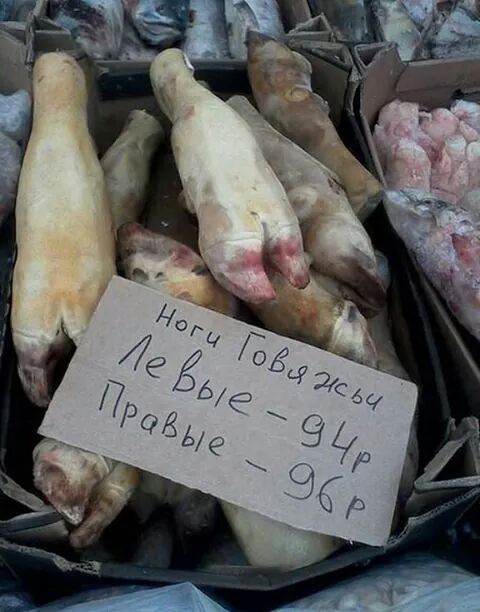 Ноги Говяжьи
Левые - 94р
Правые - 96р